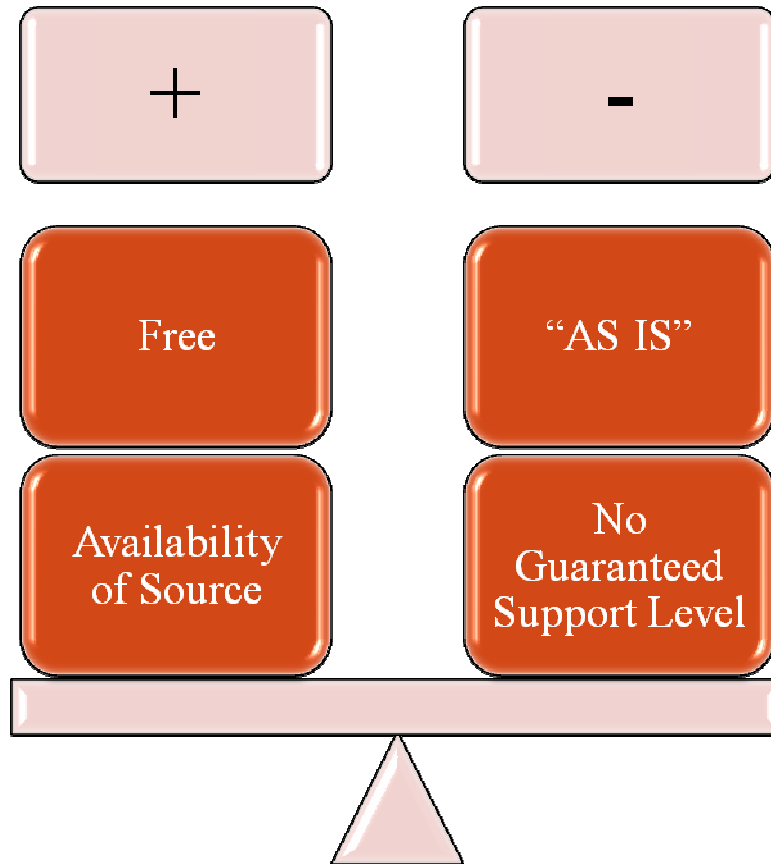 +
-
Free
“AS IS”
Availability
of Source
No
Guaranteed
Support Level